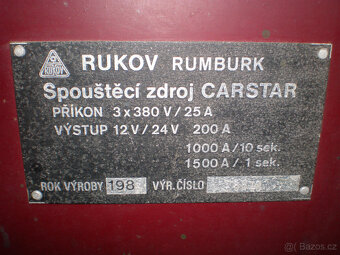 RUKOV RUMBURK
Spouštěcí zdroj CARSTAR
PŘÍKON 3 x 380 V / 25 A
VÝSTUP 12 V / 24 V 200 A
1000 A / 10 sek.
1500 A / 1 sek.
ROK VÝROBY 198 VÝR. ČÍSLO
Bazos.cz